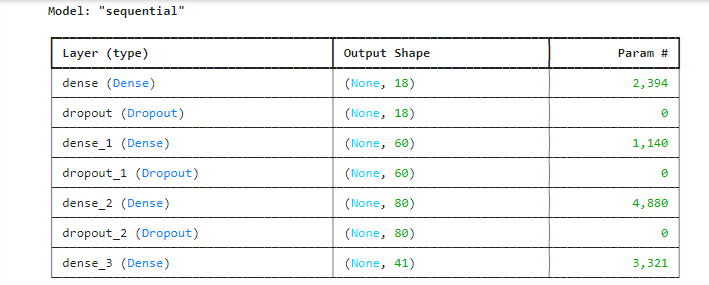 Model: "sequential"
Layer (type) Output Shape Param #
dense (Dense) (None, 18) 2,394
dropout (Dropout) (None, 18) 0
dense_1 (Dense) (None, 60) 1,140
dropout_1 (Dropout) (None, 60) 0
dense_2 (Dense) (None, 80) 4,880
dropout_2 (Dropout) (None, 80) 0
dense_3 (Dense) (None, 41) 3,321